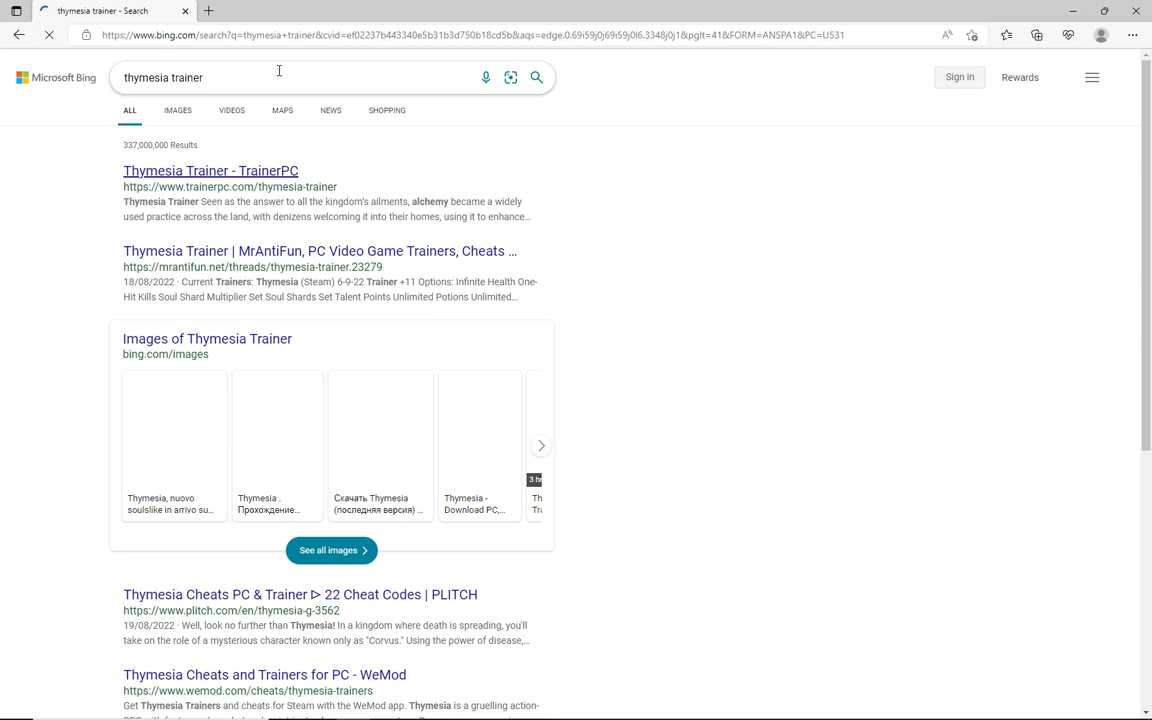 thymesia trainer - Search
https://www.bing.com/search?q=thymesia+trainer&cvid=ef02237b443340e5b31b3d750b18cd5b&aqs=edge.0.69i59j0j69i59j0l6.3348j0j1&pglt=41&FORM=ANSPA1&PC=U531
Microsoft Bing
thymesia trainer
Sign in
Rewards
ALL IMAGES VIDEOS MAPS NEWS SHOPPING
337,000,000 Results
Thymesia Trainer - TrainerPC
https://www.trainerpc.com/thymesia-trainer
Thymesia Trainer Seen as the answer to all the kingdom's ailments, alchemy became a widely
used practice across the land, with denizens welcoming it into their homes, using it to enhance...
Thymesia Trainer | MrAntiFun, PC Video Game Trainers, Cheats ...
https://mrantifun.net/threads/thymesia-trainer.23279
18/08/2022 · Current Trainers: Thymesia (Steam) 6-9-22 Trainer +11 Options: Infinite Health One-
Hit Kills Soul Shard Multiplier Set Soul Shards Set Talent Points Unlimited Potions Unlimited...
Images of Thymesia Trainer
bing.com/images
3 hr
Thymesia, nuovo
soulslike in arrivo su...
Thymesia .
Прохождение...
Скачать Thymesia
(последняя версия) ...
Thymesia -
Download PC,...
Th
Tra
See all images
Thymesia Cheats PC & Trainer ᐅ 22 Cheat Codes | PLITCH
https://www.plitch.com/en/thymesia-g-3562
19/08/2022 · Well, look no further than Thymesia! In a kingdom where death is spreading, you'll
take on the role of a mysterious character known only as "Corvus." Using the power of disease,...
Thymesia Cheats and Trainers for PC - WeMod
https://www.wemod.com/cheats/thymesia-trainers
Get Thymesia Trainers and cheats for Steam with the WeMod app. Thymesia is a gruelling action-